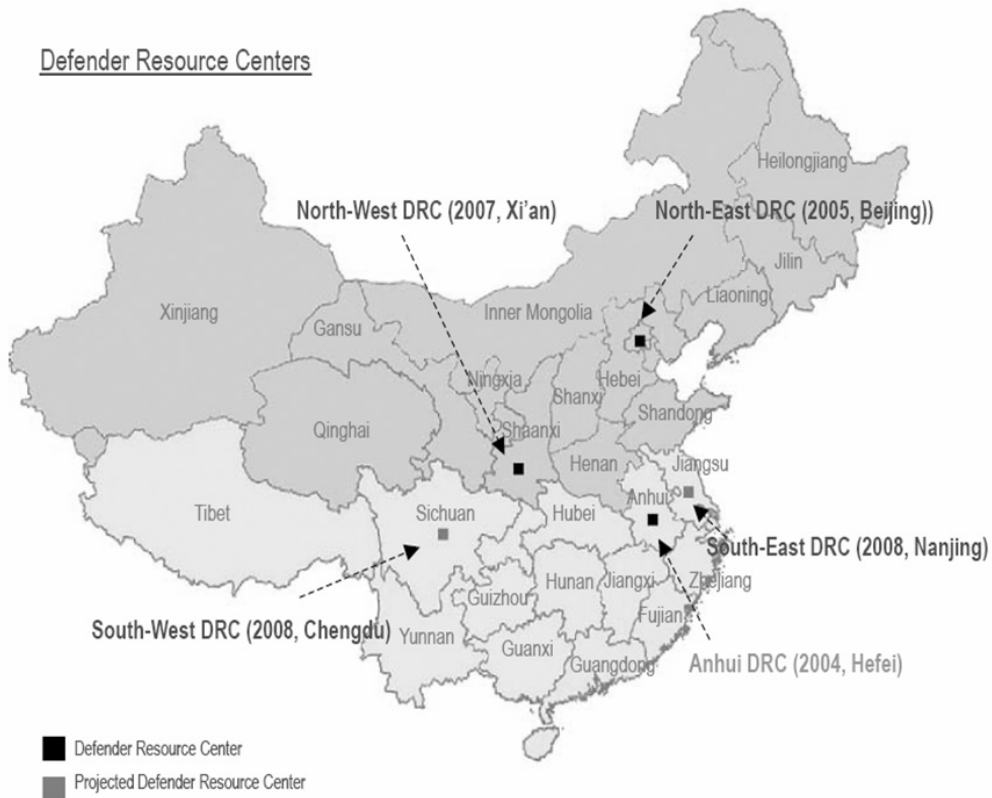 Defender Resource Centers
Heilongjiang
North-West DRC (2007, Xi'an)
North-East DRC (2005, Beijing))
Jilin
Liaoning
Xinjiang
Inner Mongolia
Gansu
Ningxia
Hebei
Shanxi
Shandong
Qinghai
Shaanxi
Henan
Jiangsu
Anhui
Tibet
Sichuan
Hubei
South-East DRC (2008, Nanjing)
Zhejiang
Hunan
Jiangxi
Guizhou
Fujian
South-West DRC (2008, Chengdu)
Yunnan
Guanxi
Guangdong
Anhui DRC (2004, Hefei)
Defender Resource Center
Projected Defender Resource Center